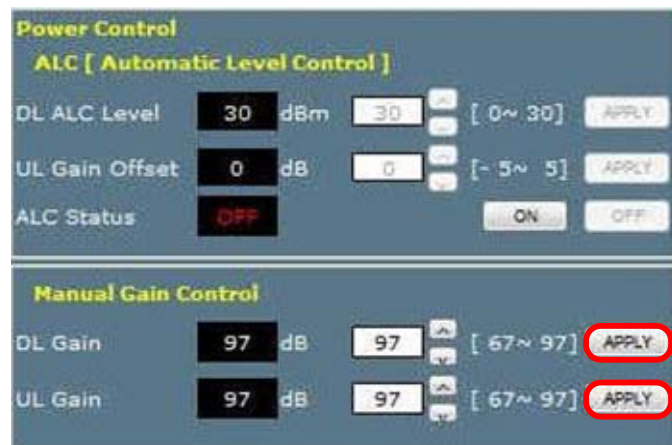 Power Control
ALC [ Automatic Level Control ]
DL ALC Level 30 dBm 30 [ 0~ 30] APPLY
UL Gain Offset 0 dB 0 [- 5~ 5] APPLY
ALC Status OFF ON OFF
Manual Gain Control
DL Gain 97 dB 97 [ 67~ 97] APPLY
UL Gain 97 dB 97 [ 67~ 97] APPLY